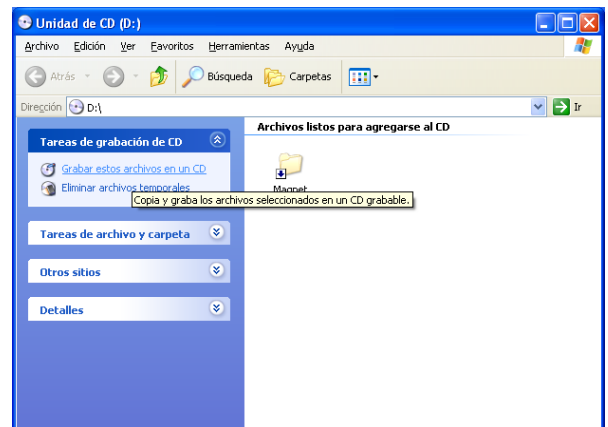 Unidad de CD (D:)
Archivo Edición Ver Favoritos Herramientas Ayuda
Atrás Búsqueda Carpetas
Dirección D:\ Ir
Archivos listos para agregarse al CD
Tareas de grabación de CD
Grabar estos archivos en un CD
Eliminar archivos temporales
Magnet
Copia y graba los archivos seleccionados en un CD grabable.
Tareas de archivo y carpeta
Otros sitios
Detalles